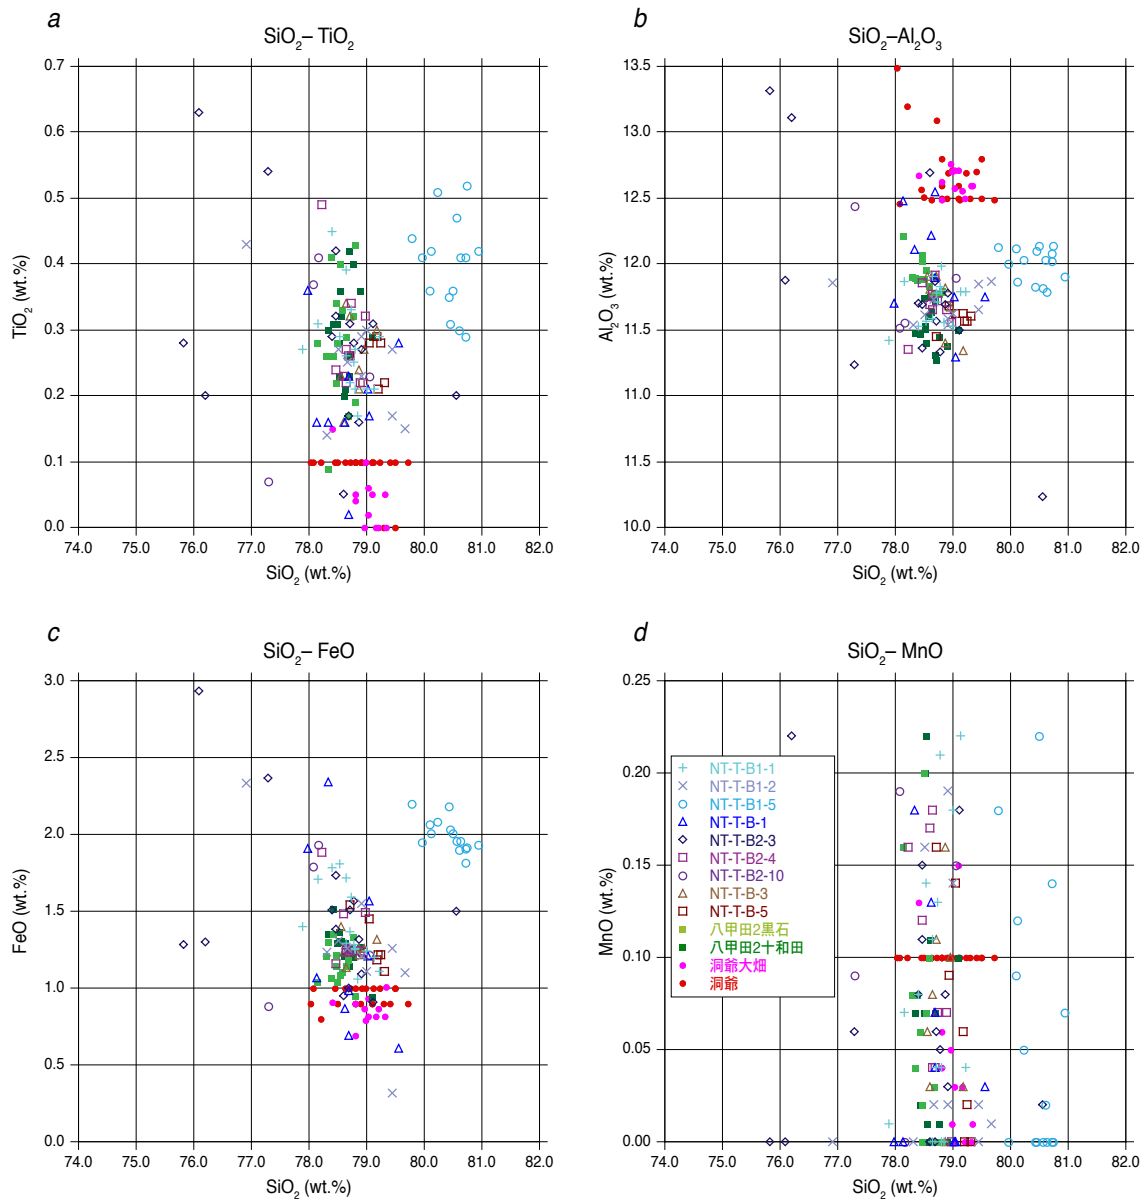 a
SiO2– TiO2
0.7
0.6
0.5
0.4
0.3
0.2
0.1
0.0
TiO2 (wt.%)
74.0 75.0 76.0 77.0 78.0 79.0 80.0 81.0 82.0
SiO2 (wt.%)
b
SiO2–Al2O3
13.5
13.0
12.5
12.0
11.5
11.0
11.5
10.0
Al2O3 (wt.%)
74.0 75.0 76.0 77.0 78.0 79.0 80.0 81.0 82.0
SiO2 (wt.%)
c
SiO2– FeO
3.0
2.5
2.0
1.5
1.0
0.5
0.0
FeO (wt.%)
74.0 75.0 76.0 77.0 78.0 79.0 80.0 81.0 82.0
SiO2 (wt.%)
d
SiO2– MnO
0.25
0.20
0.15
0.10
0.05
0.00
MnO (wt.%)
NT-T-B1-1
NT-T-B1-2
NT-T-B1-5
NT-T-B-1
NT-T-B2-3
NT-T-B2-4
NT-T-B2-10
NT-T-B-3
NT-T-B-5
八甲田2黒石
八甲田2十和田
洞爺大畑
洞爺
74.0 75.0 76.0 77.0 78.0 79.0 80.0 81.0 82.0
SiO2 (wt.%)